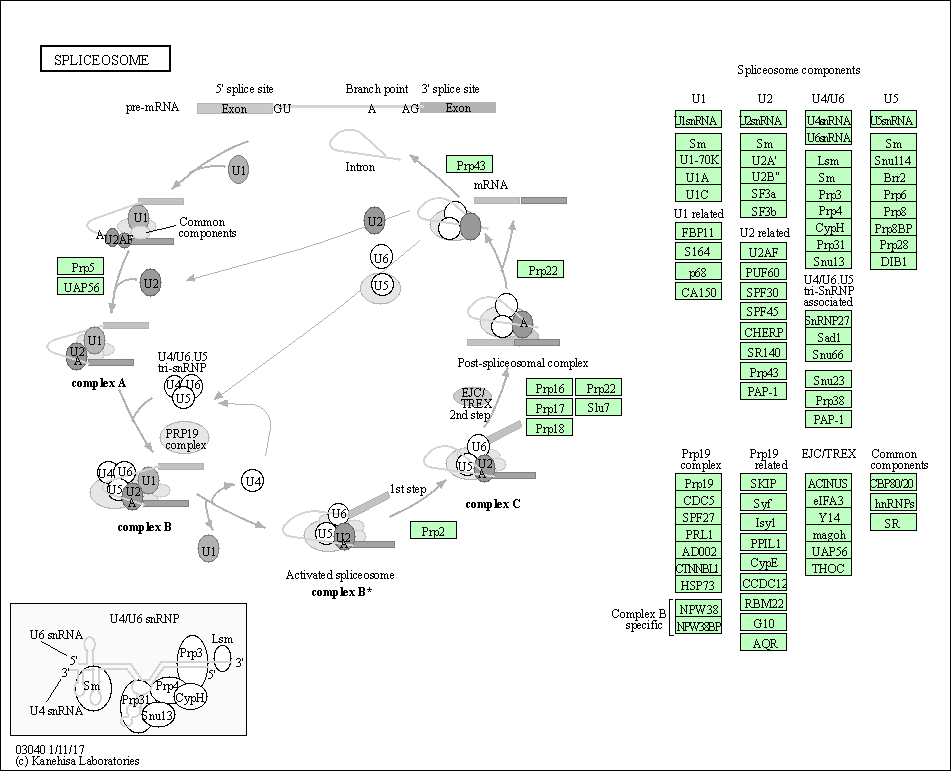 SPLICEOSOME
5' splice site
Branch point
3' splice site
pre-mRNA
Exon
GU
A
AG
Exon
U1
Intron
Prp43
mRNA
U1
A
U2AF
Common
components
Prp5
UAP56
U2
U2
U6
U5
Prp22
A
U1
U2
A
complex A
U4/U6.U5
tri-snRNP
U4
U6
U5
PRP19
complex
Post-spliceosomal complex
EJC/
TREX
2nd step
Prp16
Prp22
Prp17
Slu7
Prp18
U4
U6
U5
U1
U2
A
complex B
U4
U1
U6
U5
U2
A
complex C
1st step
U6
U5
U2
A
Prp2
Activated spliceosome
complex B*
U4/U6 snRNP
U6 snRNA
5'
3'
U4 snRNA
Sm
Prp3
Lsm
3'
5'
Prp31
Prp4
CypH
Snu13
03040 1/11/17
(c) Kanehisa Laboratories
Spliceosome components
U1
U1snRNA
Sm
U1-70K
U1A
U1C
U1 related
FBP11
S164
p68
CA150
U2
U2snRNA
Sm
U2A'
U2B"
SF3a
SF3b
U2 related
U2AF
PUF60
SPF30
SPF45
CHERP
SR140
Prp43
PAP-1
U4/U6
U4snRNA
U6snRNA
Lsm
Sm
Prp3
Prp4
CypH
Prp31
Snu13
U4/U6.U5
tri-SnRNP
associated
SnRNP27
Sad1
Snu66
Snu23
Prp38
PAP-1
U5
U5snRNA
Sm
Snu114
Brr2
Prp6
Prp8
Prp8BP
Prp28
DIB1
Prp19
complex
Prp19
CDC5
SPF27
PRL1
AD002
CTNNBL1
HSP73
Complex B
specific
NPW38
NPW38BP
Prp19
related
SKIP
Syf
Isy1
PPIL1
CypE
CCDC12
RBM22
G10
AQR
EJC/TREX
ACINUS
eIFA3
Y14
magoh
UAP56
THOC
Common
components
CBP80/20
hnRNPs
SR